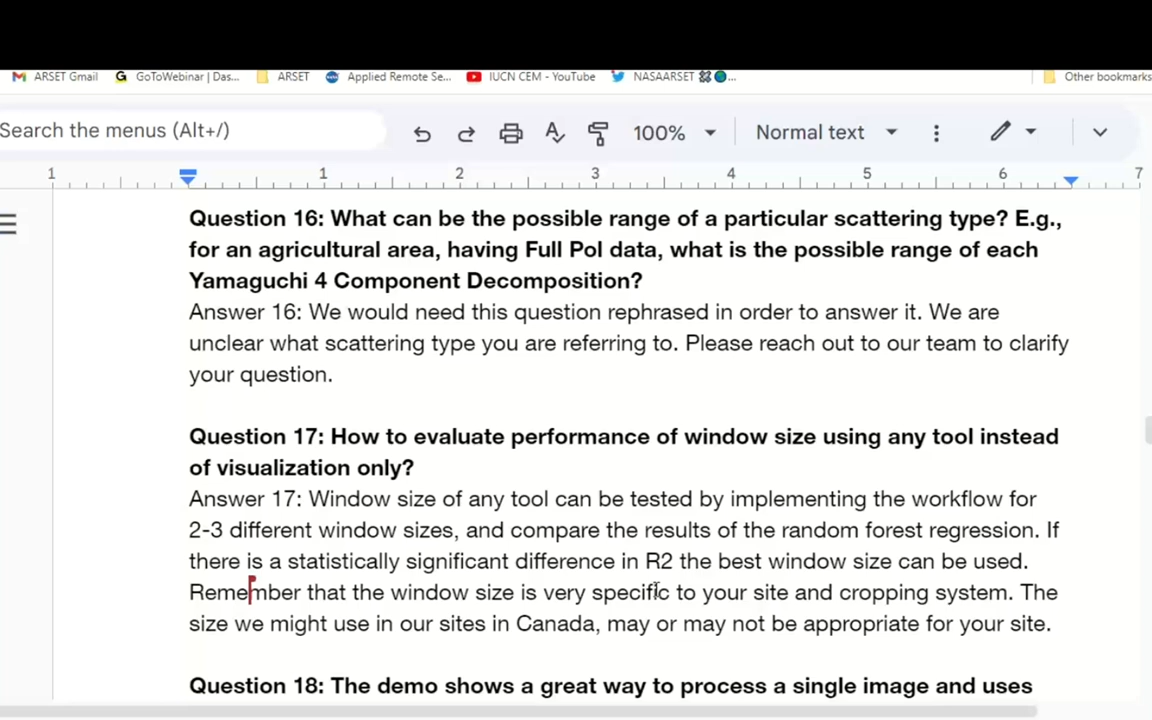 ARSET Gmail GoToWebinar | Das... ARSET Applied Remote Se... IUCN CEM - YouTube NASAARSET 🛰🌎... Other bookmarks
Search the menus (Alt+/) 100% Normal text
1 1 2 3 4 5 6 7
Question 16: What can be the possible range of a particular scattering type? E.g.,
for an agricultural area, having Full Pol data, what is the possible range of each
Yamaguchi 4 Component Decomposition?
Answer 16: We would need this question rephrased in order to answer it. We are
unclear what scattering type you are referring to. Please reach out to our team to clarify
your question.
Question 17: How to evaluate performance of window size using any tool instead
of visualization only?
Answer 17: Window size of any tool can be tested by implementing the workflow for
2-3 different window sizes, and compare the results of the random forest regression. If
there is a statistically significant difference in R2 the best window size can be used.
Remember that the window size is very specific to your site and cropping system. The
size we might use in our sites in Canada, may or may not be appropriate for your site.
Question 18: The demo shows a great way to process a single image and uses